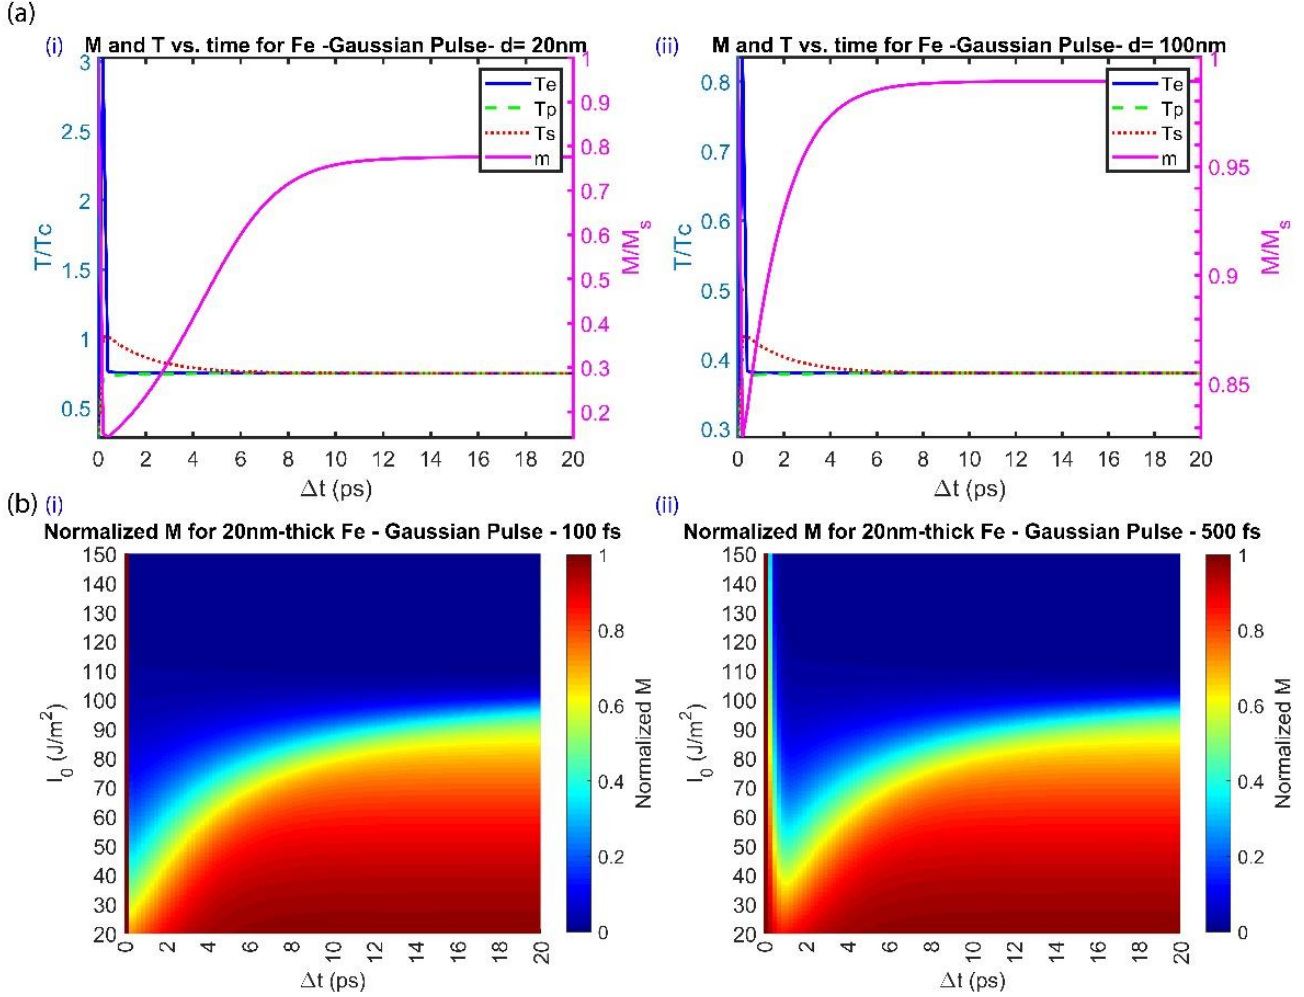 (a)
(i)
M and T vs. time for Fe -Gaussian Pulse- d= 20nm
3
2.5
2
1.5
1
0.5
T/Tc
1
0.9
0.8
0.7
0.6
0.5
0.4
0.3
0.2
M/Ms
Te
Tp
Ts
m
0 2 4 6 8 10 12 14 16 18 20
Δt (ps)
(ii)
M and T vs. time for Fe -Gaussian Pulse- d= 100nm
0.8
0.7
0.6
0.5
0.4
0.3
T/Tc
1
0.95
0.9
0.85
M/Ms
Te
Tp
Ts
m
0 2 4 6 8 10 12 14 16 18 20
Δt (ps)
(b)
(i)
Normalized M for 20nm-thick Fe - Gaussian Pulse - 100 fs
150
140
130
120
110
100
90
80
70
60
50
40
30
20
I0 (J/m2)
0 2 4 6 8 10 12 14 16 18 20
Δt (ps)
1
0.8
0.6
0.4
0.2
0
Normalized M
(ii)
Normalized M for 20nm-thick Fe - Gaussian Pulse - 500 fs
150
140
130
120
110
100
90
80
70
60
50
40
30
20
I0 (J/m2)
0 2 4 6 8 10 12 14 16 18 20
Δt (ps)
1
0.8
0.6
0.4
0.2
0
Normalized M